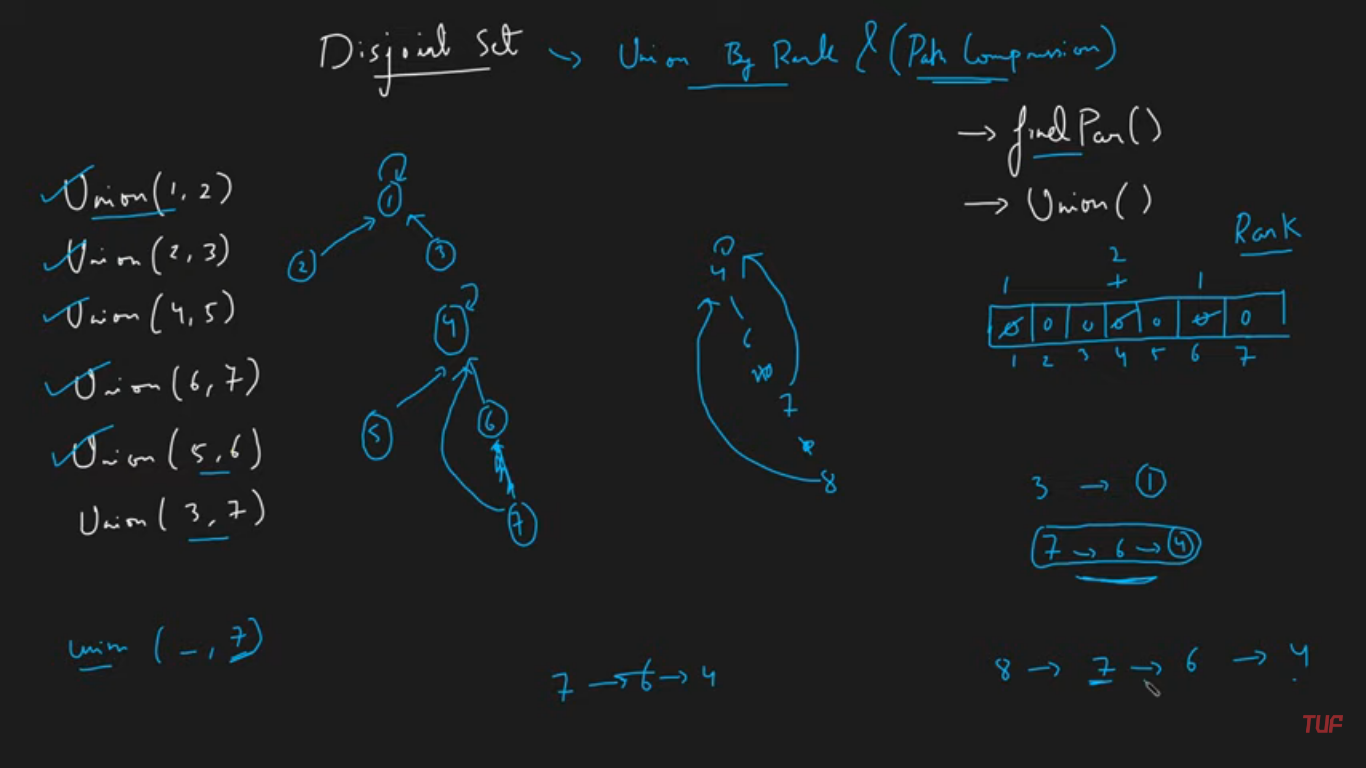 Disjoint Set → Union By Rank & (Path Compression)
→ findPar()
→ Union()
Union(1, 2)
Union(2, 3)
Union(4, 5)
Union(6, 7)
Union(5, 6)
Union(3, 7)
Union (_, 7)
1
2
3
4
5
6
7
4
6
7
8
Rank
1 2 1
+
0 0 0 0 0 0 0
1 2 3 4 5 6 7
3 → 1
7 → 6 → 4
7 → 6 → 4
8 → 7 → 6 → 4
TUF